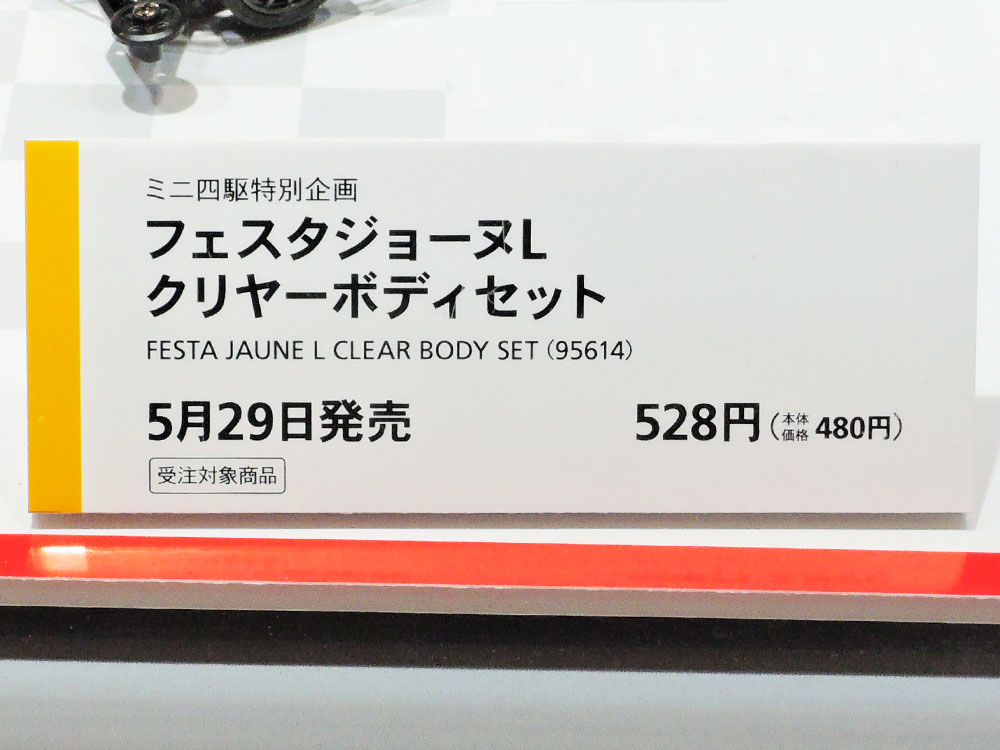 ミニ四駆特別企画
フェスタジョーヌL
クリヤーボディセット
FESTA JAUNE L CLEAR BODY SET (95614)
5月29日発売 528円(本体価格 480円)
受注対象商品